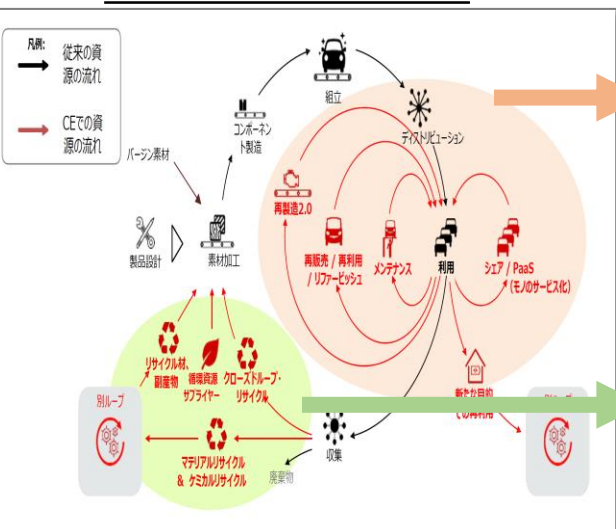 凡例:
従来の資
源の流れ
CEでの資
源の流れ
組立
コンポーネン
ト製造
ディストリビューション
バージン素材
製品設計
素材加工
再製造2.0
再販売 / 再利用
/ リファービッシュ
メンテナンス
利用
シェア / PaaS
(モノのサービス化)
リサイクル材、
副産物
循環資源
サプライヤー
クローズドループ・
リサイクル
新たな目的
での再利用
別ループ
マテリアルリサイクル
& ケミカルリサイクル
廃棄物
収集